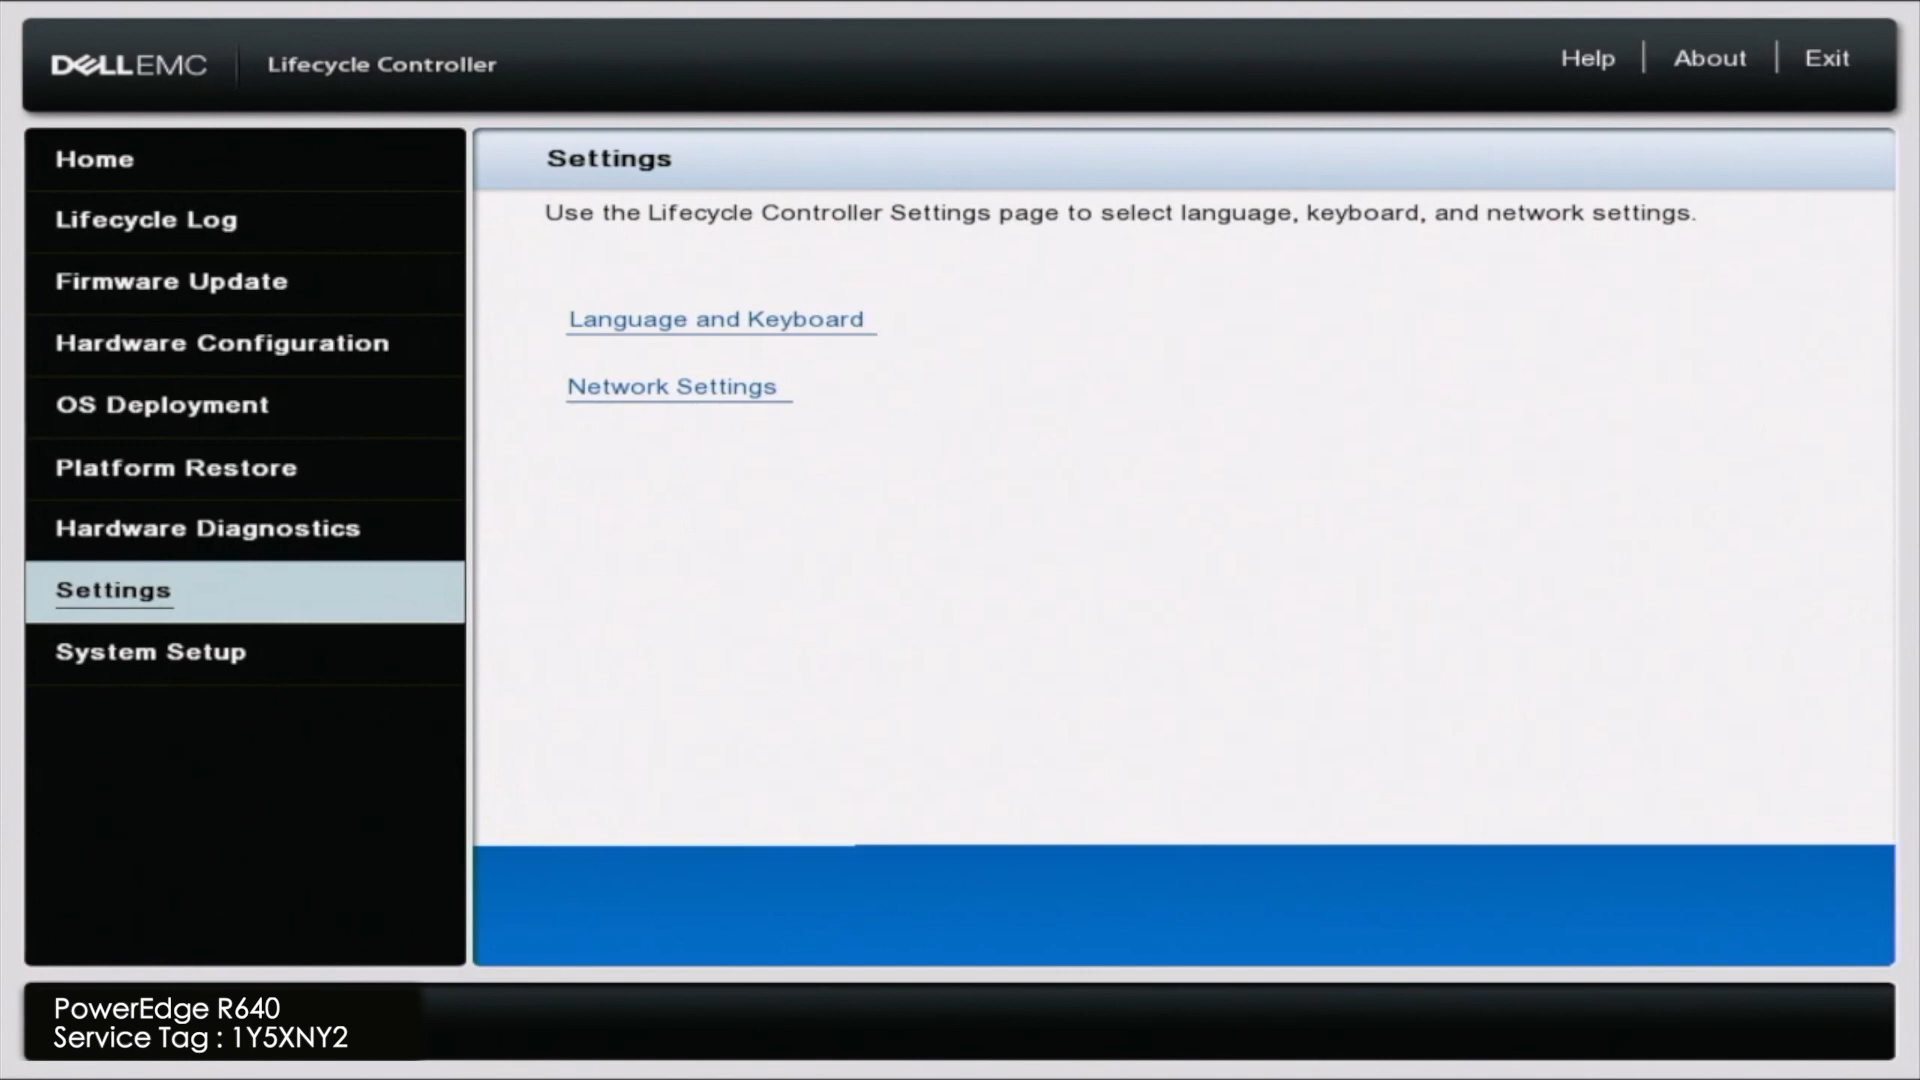 DELLEMC Lifecycle Controller
Help About Exit
Home
Lifecycle Log
Firmware Update
Hardware Configuration
OS Deployment
Platform Restore
Hardware Diagnostics
Settings
System Setup
Settings
Use the Lifecycle Controller Settings page to select language, keyboard, and network settings.
Language and Keyboard
Network Settings
PowerEdge R640
Service Tag : 1Y5XNY2